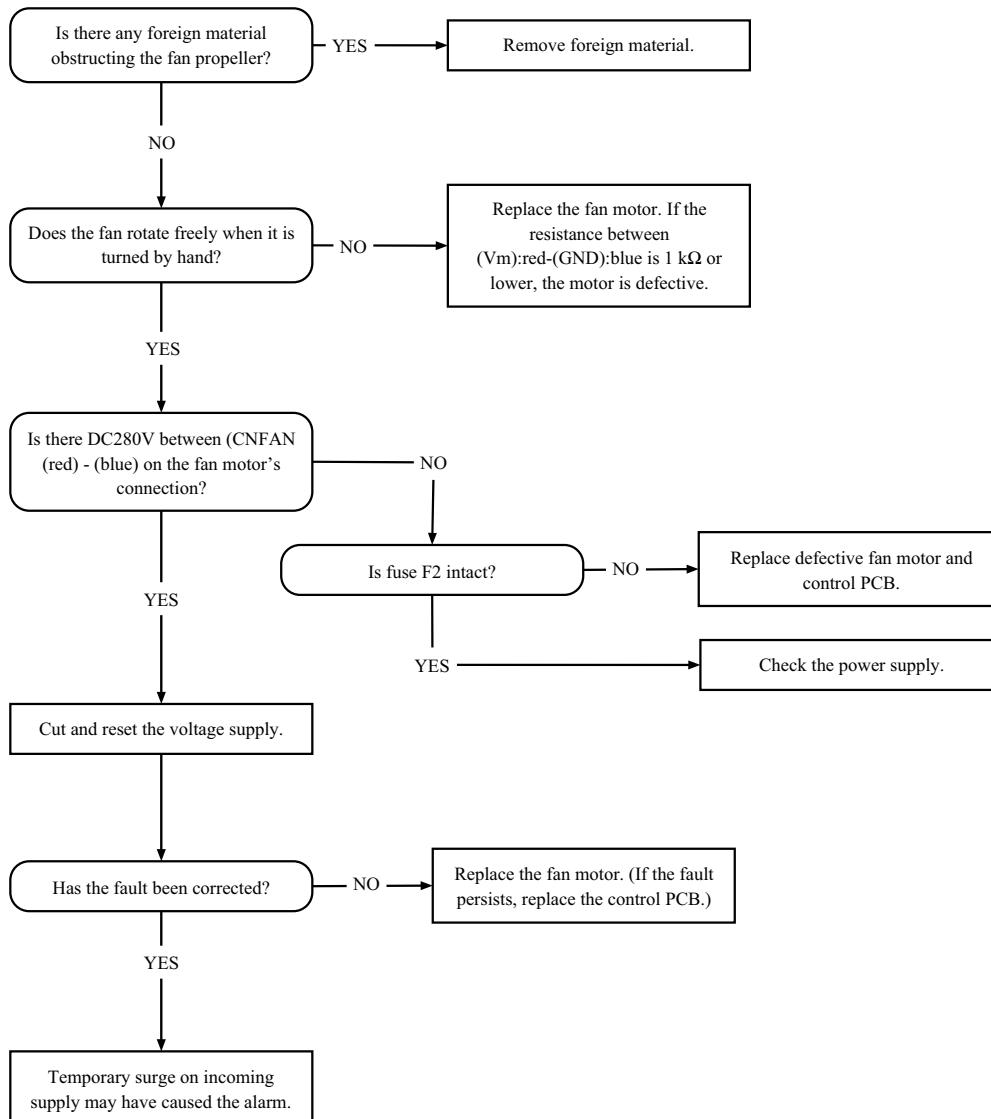 Is there any foreign material
obstructing the fan propeller?
YES
Remove foreign material.
NO
Does the fan rotate freely when it is
turned by hand?
NO
Replace the fan motor. If the
resistance between
(Vm):red-(GND):blue is 1 kΩ or
lower, the motor is defective.
YES
Is there DC280V between (CNFAN
(red) - (blue) on the fan motor’s
connection?
NO
Is fuse F2 intact?
NO
Replace defective fan motor and
control PCB.
YES
YES
Check the power supply.
Cut and reset the voltage supply.
Has the fault been corrected?
NO
Replace the fan motor. (If the fault
persists, replace the control PCB.)
YES
Temporary surge on incoming
supply may have caused the alarm.